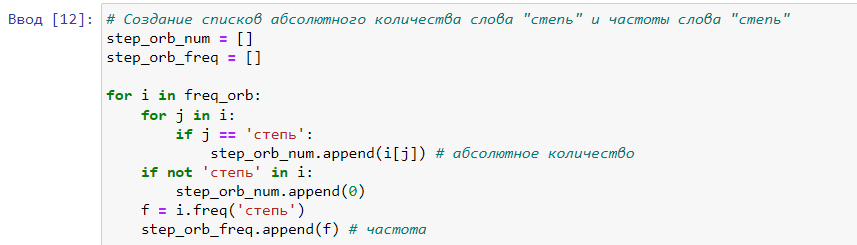 Ввод [12]: # Создание списков абсолютного количества слова "степь" и частоты слова "степь"
step_orb_num = []
step_orb_freq = []

for i in freq_orb:
    for j in i:
        if j == 'степь':
            step_orb_num.append(i[j]) # абсолютное количество
    if not 'степь' in i:
        step_orb_num.append(0)
    f = i.freq('степь')
    step_orb_freq.append(f) # частота